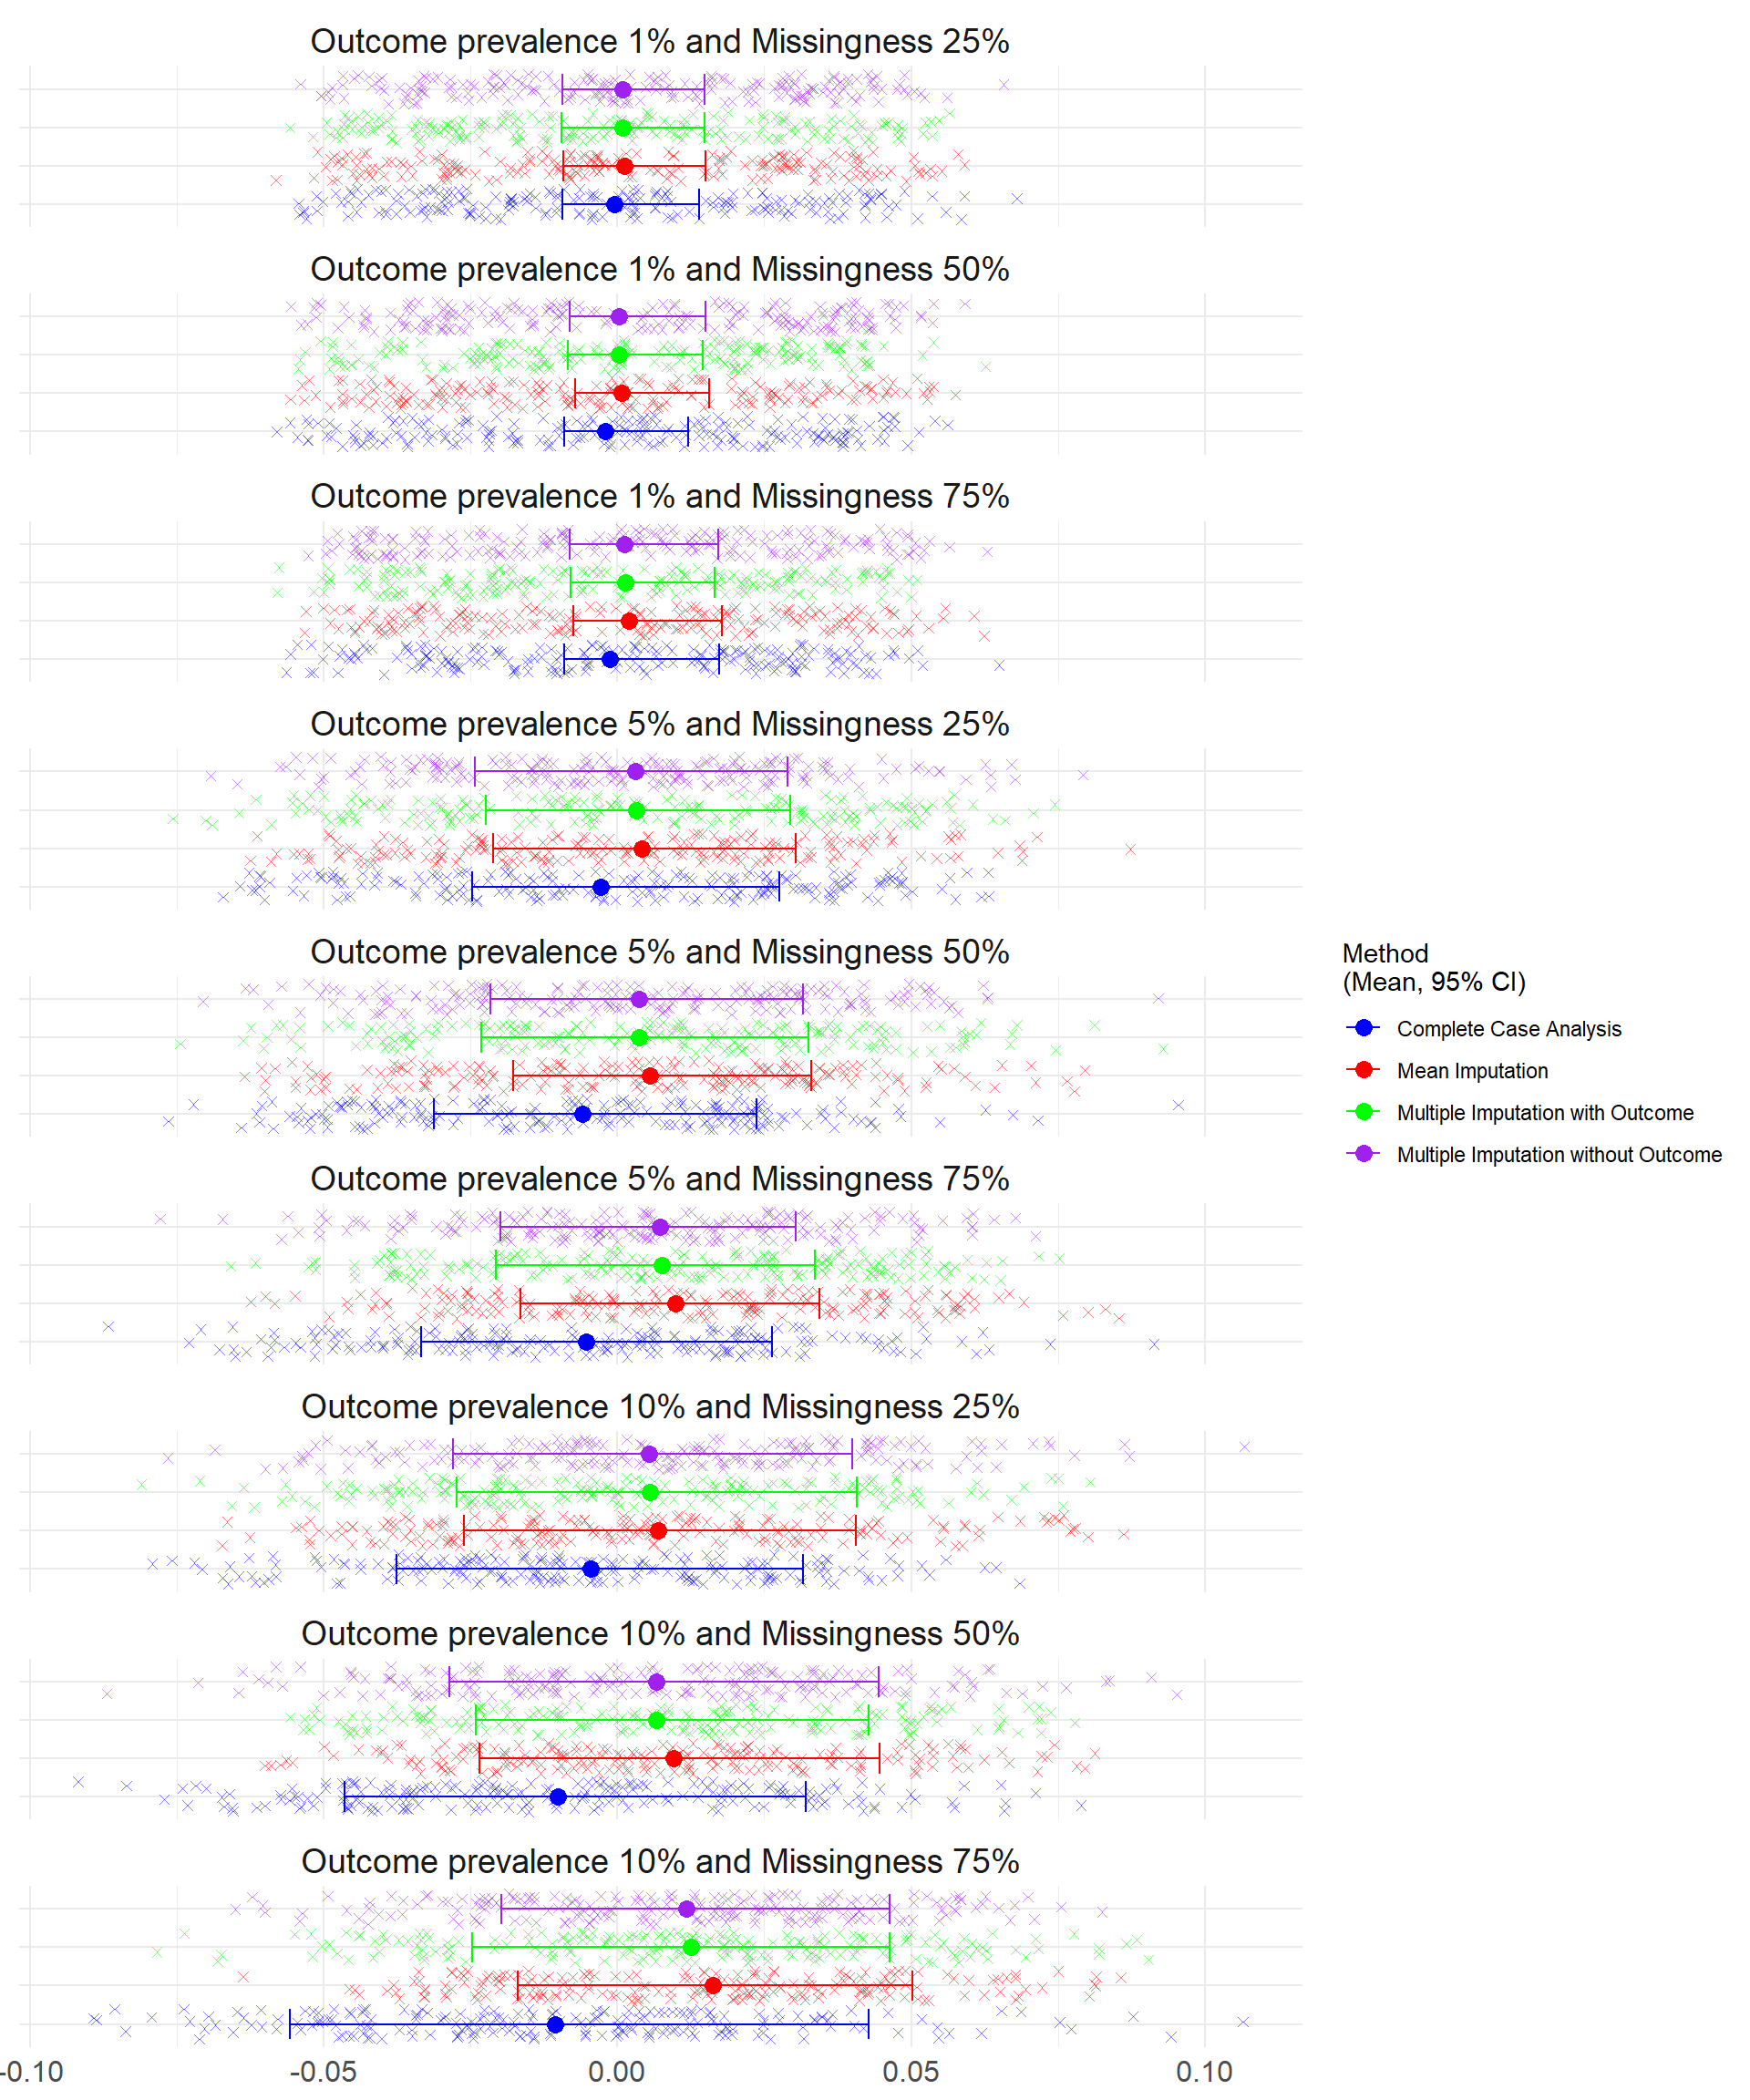 Outcome prevalence 1% and Missingness 25%
Outcome prevalence 1% and Missingness 50%
Outcome prevalence 1% and Missingness 75%
Outcome prevalence 5% and Missingness 25%
Outcome prevalence 5% and Missingness 50%
Outcome prevalence 5% and Missingness 75%
Outcome prevalence 10% and Missingness 25%
Outcome prevalence 10% and Missingness 50%
Outcome prevalence 10% and Missingness 75%
-0.10 -0.05 0.00 0.05 0.10
Method
(Mean, 95% CI)
Complete Case Analysis
Mean Imputation
Multiple Imputation with Outcome
Multiple Imputation without Outcome